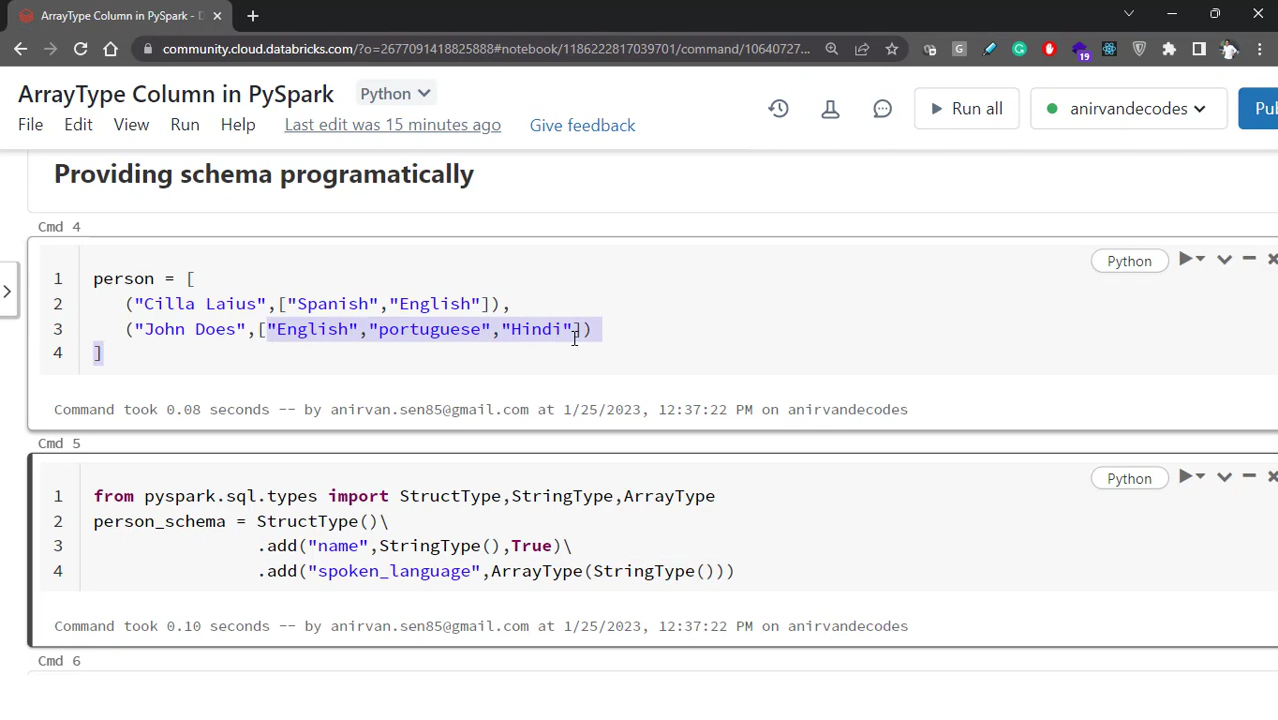 ArrayType Column in PySpark - D
community.cloud.databricks.com/?o=2677091418825888#notebook/1186222817039701/command/10640727...
G
19
ArrayType Column in PySpark
Python
File Edit View Run Help Last edit was 15 minutes ago Give feedback
Run all
anirvandecodes
Pu
Providing schema programatically
Cmd 4
Python
1 person = [
2 ("Cilla Laius",["Spanish","English"]),
3 ("John Does",["English","portuguese","Hindi"])
4 ]
Command took 0.08 seconds -- by anirvan.sen85@gmail.com at 1/25/2023, 12:37:22 PM on anirvandecodes
Cmd 5
Python
1 from pyspark.sql.types import StructType,StringType,ArrayType
2 person_schema = StructType()\
3 .add("name",StringType(),True)\
4 .add("spoken_language",ArrayType(StringType()))
Command took 0.10 seconds -- by anirvan.sen85@gmail.com at 1/25/2023, 12:37:22 PM on anirvandecodes
Cmd 6